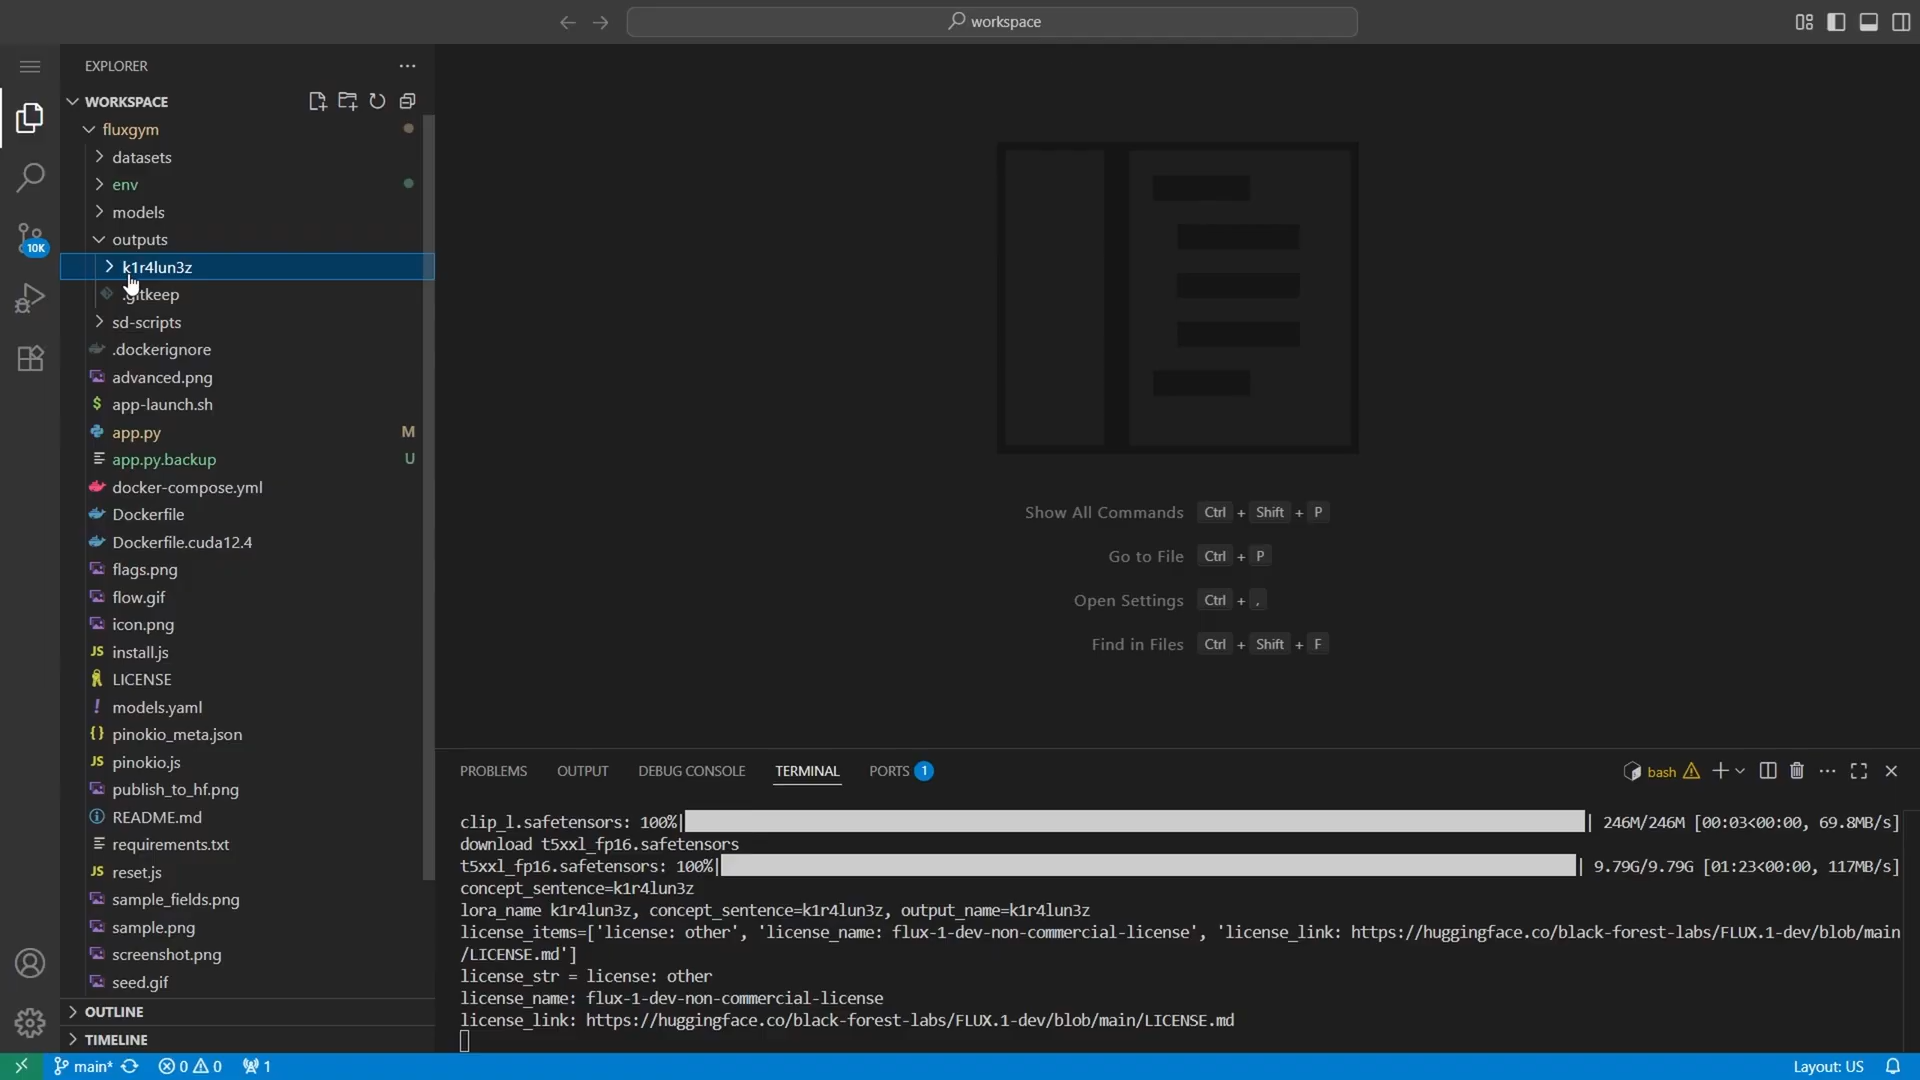 workspace
EXPLORER
WORKSPACE
fluxgym
datasets
env
models
outputs
k1r4lun3z
.gitkeep
sd-scripts
.dockerignore
advanced.png
app-launch.sh
app.py M
app.py.backup U
docker-compose.yml
Dockerfile
Dockerfile.cuda12.4
flags.png
flow.gif
icon.png
JS install.js
LICENSE
models.yaml
pinokio_meta.json
JS pinokio.js
publish_to_hf.png
README.md
requirements.txt
JS reset.js
sample_fields.png
sample.png
screenshot.png
seed.gif
OUTLINE
TIMELINE
10K
Show All Commands Ctrl + Shift + P
Go to File Ctrl + P
Open Settings Ctrl + ,
Find in Files Ctrl + Shift + F
PROBLEMS OUTPUT DEBUG CONSOLE TERMINAL PORTS 1 bash
clip_l.safetensors: 100%| | 246M/246M [00:03<00:00, 69.8MB/s]
download t5xxl_fp16.safetensors
t5xxl_fp16.safetensors: 100%| | 9.79G/9.79G [01:23<00:00, 117MB/s]
concept_sentence=k1r4lun3z
lora_name k1r4lun3z, concept_sentence=k1r4lun3z, output_name=k1r4lun3z
license_items=['license: other', 'license_name: flux-1-dev-non-commercial-license', 'license_link: https://huggingface.co/black-forest-labs/FLUX.1-dev/blob/main
/LICENSE.md']
license_str = license: other
license_name: flux-1-dev-non-commercial-license
license_link: https://huggingface.co/black-forest-labs/FLUX.1-dev/blob/main/LICENSE.md
main* 0 0 1 Layout: US